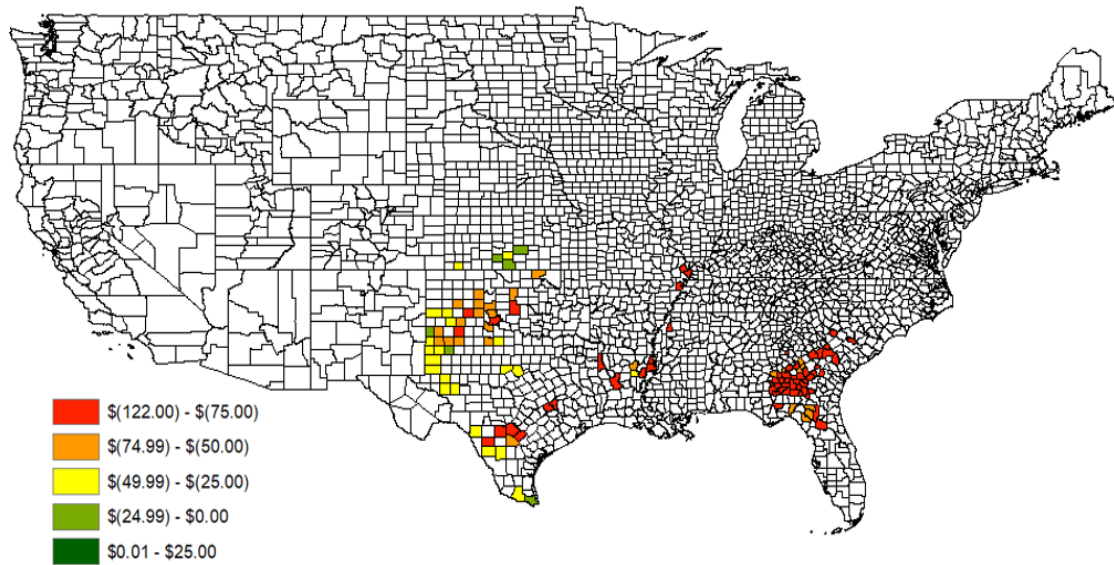 $(122.00) - $(75.00)
$(74.99) - $(50.00)
$(49.99) - $(25.00)
$(24.99) - $0.00
$0.01 - $25.00